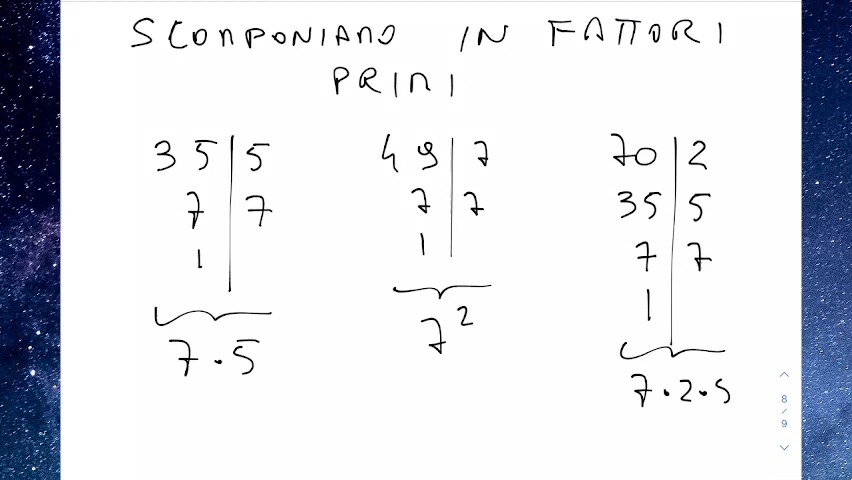 SCOMPONIAMO IN FATTORI
PRIMI
35 | 5
7 | 7
1 |
7 · 5
49 | 7
7 | 7
1 |
7²
70 | 2
35 | 5
7 | 7
1 |
7 · 2 · 5
8
/
9